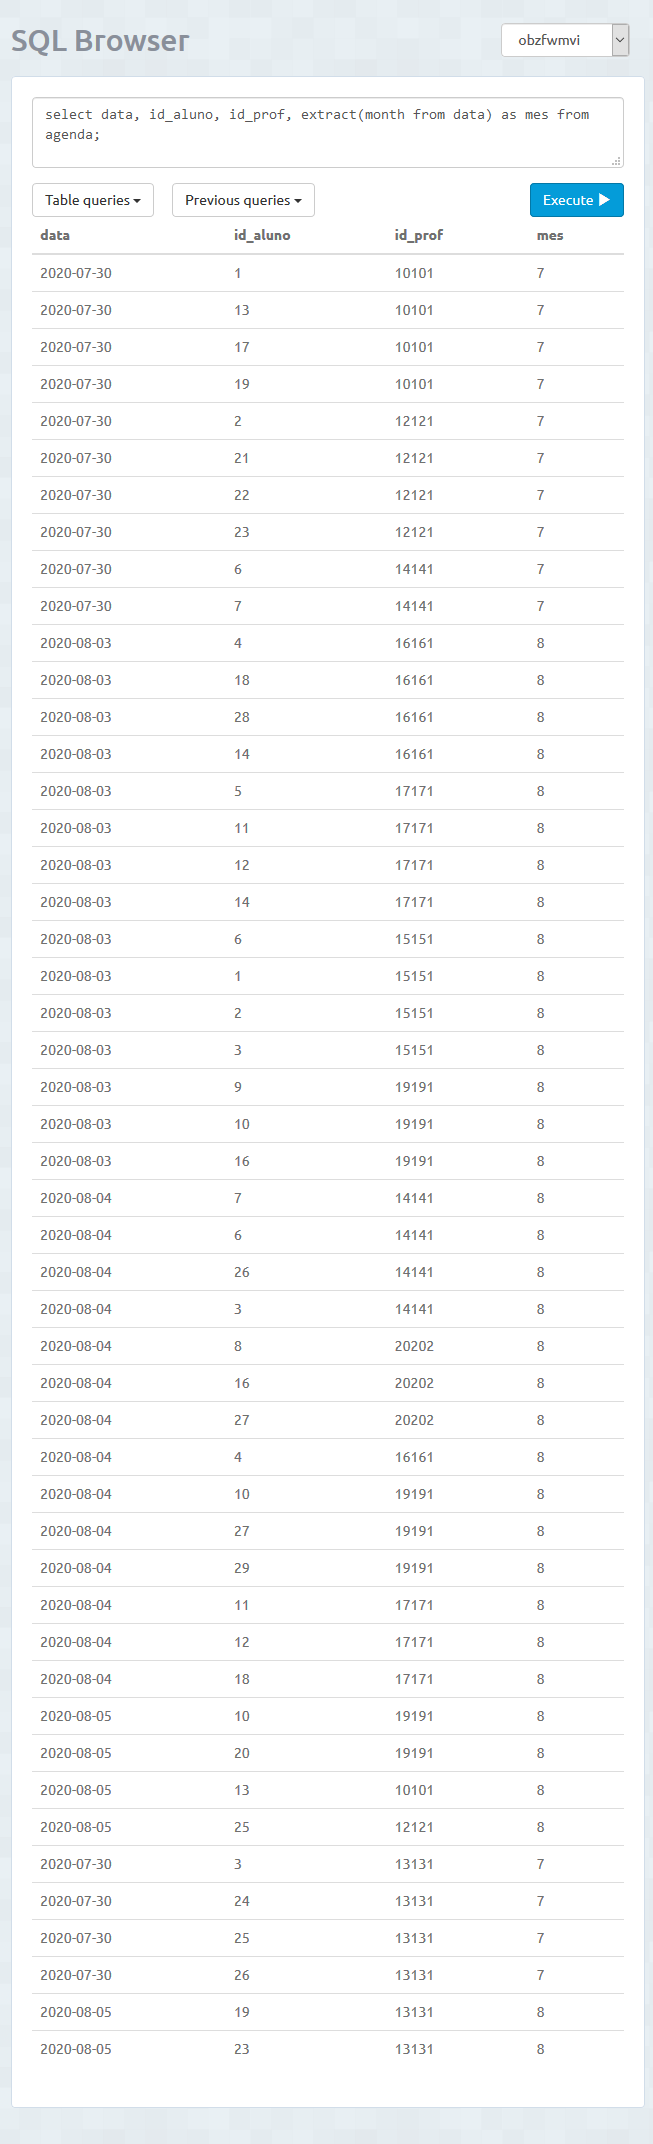 SQL Browser
obzfwmvi
select data, id_aluno, id_prof, extract(month from data) as mes from
agenda;
Table queries
Previous queries
Execute
data id_aluno id_prof mes
2020-07-30 1 10101 7
2020-07-30 13 10101 7
2020-07-30 17 10101 7
2020-07-30 19 10101 7
2020-07-30 2 12121 7
2020-07-30 21 12121 7
2020-07-30 22 12121 7
2020-07-30 23 12121 7
2020-07-30 6 14141 7
2020-07-30 7 14141 7
2020-08-03 4 16161 8
2020-08-03 18 16161 8
2020-08-03 28 16161 8
2020-08-03 14 16161 8
2020-08-03 5 17171 8
2020-08-03 11 17171 8
2020-08-03 12 17171 8
2020-08-03 14 17171 8
2020-08-03 6 15151 8
2020-08-03 1 15151 8
2020-08-03 2 15151 8
2020-08-03 3 15151 8
2020-08-03 9 19191 8
2020-08-03 10 19191 8
2020-08-03 16 19191 8
2020-08-04 7 14141 8
2020-08-04 6 14141 8
2020-08-04 26 14141 8
2020-08-04 3 14141 8
2020-08-04 8 20202 8
2020-08-04 16 20202 8
2020-08-04 27 20202 8
2020-08-04 4 16161 8
2020-08-04 10 19191 8
2020-08-04 27 19191 8
2020-08-04 29 19191 8
2020-08-04 11 17171 8
2020-08-04 12 17171 8
2020-08-04 18 17171 8
2020-08-05 10 19191 8
2020-08-05 20 19191 8
2020-08-05 13 10101 8
2020-08-05 25 12121 8
2020-07-30 3 13131 7
2020-07-30 24 13131 7
2020-07-30 25 13131 7
2020-07-30 26 13131 7
2020-08-05 19 13131 8
2020-08-05 23 13131 8